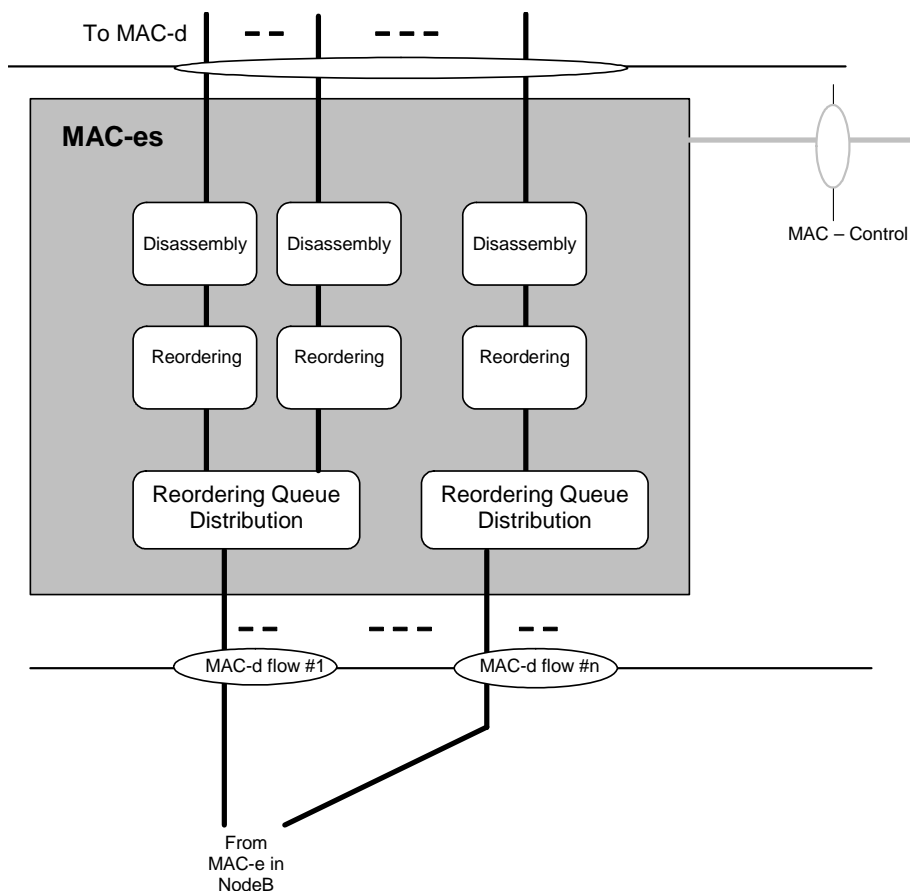 To MAC-d
MAC-es
MAC – Control
Disassembly
Disassembly
Disassembly
Reordering
Reordering
Reordering
Reordering Queue
Distribution
Reordering Queue
Distribution
MAC-d flow #1
MAC-d flow #n
From
MAC-e in
NodeB